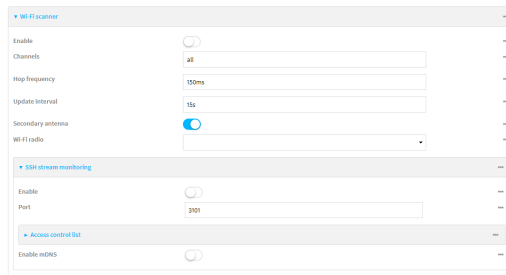 Wi-Fi scanner
Enable
Channels
all
Hop frequency
150ms
Update interval
15s
Secondary antenna
Wi-Fi radio
SSH stream monitoring
Enable
Port
3101
Access control list
Enable mDNS